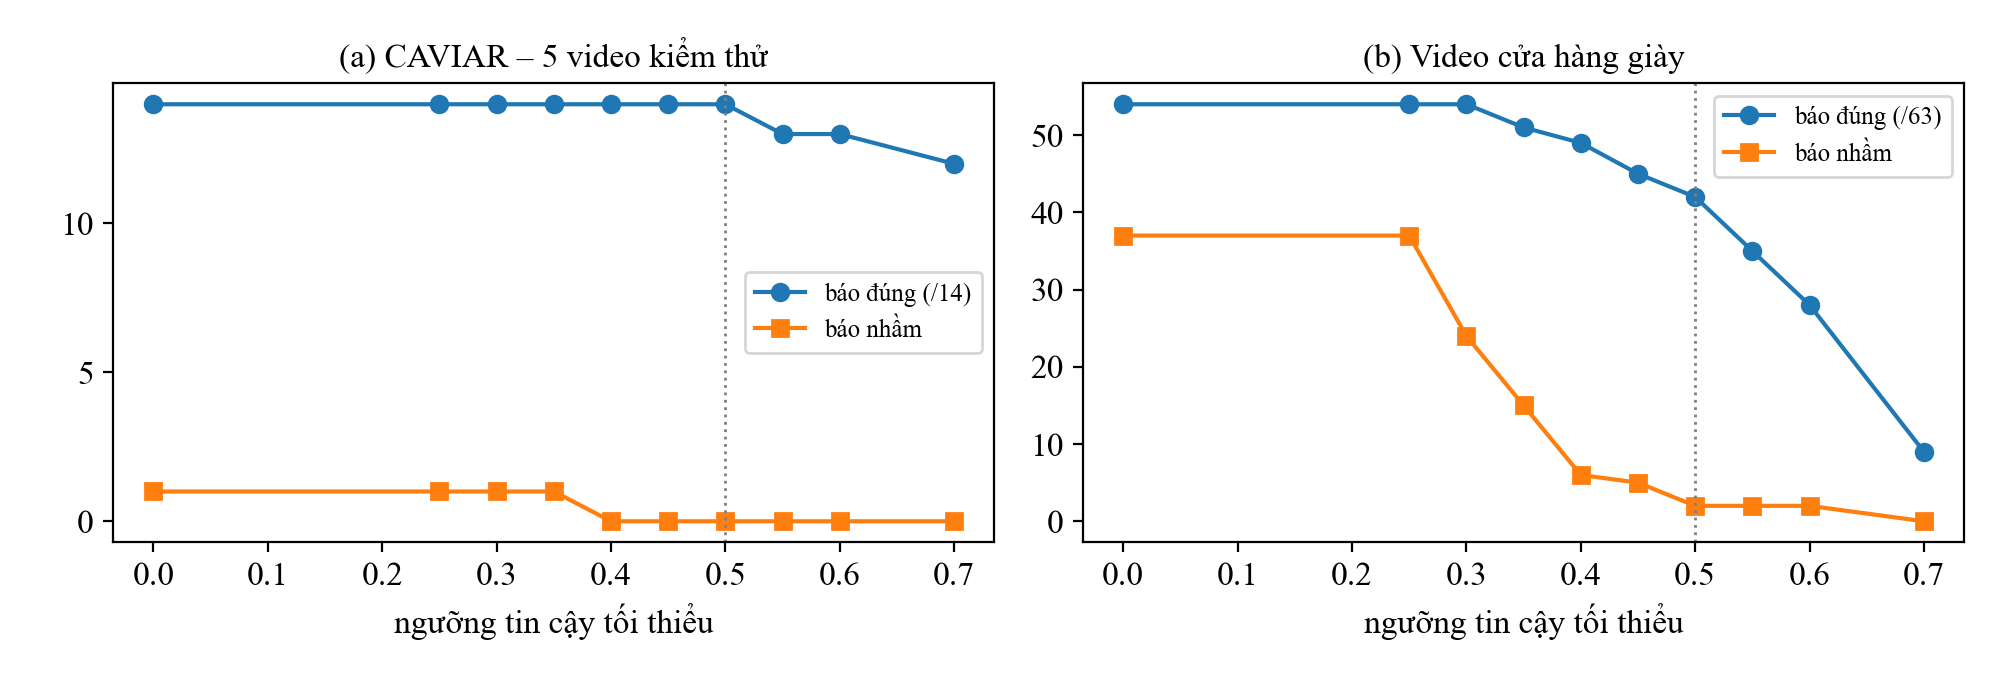 (a) CAVIAR – 5 video kiểm thử
10
5
0
báo đúng (/14)
báo nhầm
0.0 0.1 0.2 0.3 0.4 0.5 0.6 0.7
ngưỡng tin cậy tối thiểu
(b) Video cửa hàng giày
50
40
30
20
10
0
báo đúng (/63)
báo nhầm
0.0 0.1 0.2 0.3 0.4 0.5 0.6 0.7
ngưỡng tin cậy tối thiểu